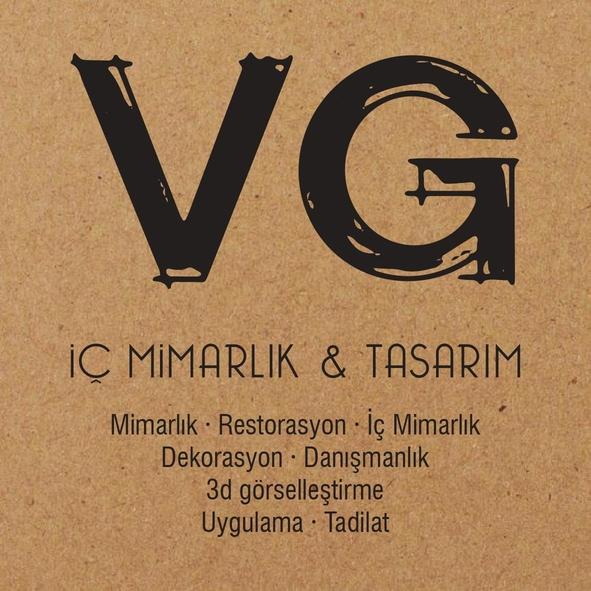 VG
İÇ MİMARLIK & TASARIM
Mimarlık · Restorasyon · İç Mimarlık
Dekorasyon · Danışmanlık
3d görselleştirme
Uygulama · Tadilat